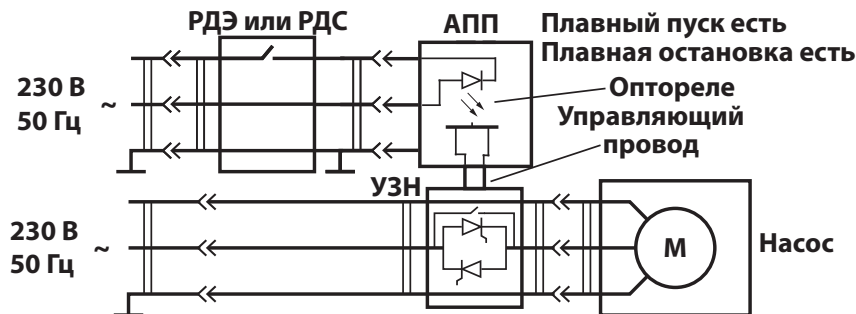 РДЭ или РДС
АПП
Плавный пуск есть
Плавная остановка есть
230 В
50 Гц
~
Оптореле
Управляющий
провод
УЗН
230 В
50 Гц
~
М
Насос